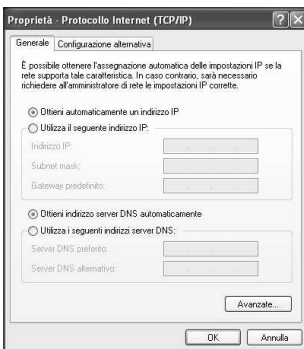 Proprietà - Protocollo Internet (TCP/IP)
Generale
Configurazione alternativa
È possibile ottenere l'assegnazione automatica delle impostazioni IP se la
rete supporta tale caratteristica. In caso contrario, sarà necessario
richiedere all'amministratore di rete le impostazioni IP corrette.
Ottieni automaticamente un indirizzo IP
Utilizza il seguente indirizzo IP:
Indirizzo IP:
Subnet mask:
Gateway predefinito:
Ottieni indirizzo server DNS automaticamente
Utilizza i seguenti indirizzi server DNS:
Server DNS preferito:
Server DNS alternativo:
Avanzate...
OK
Annulla